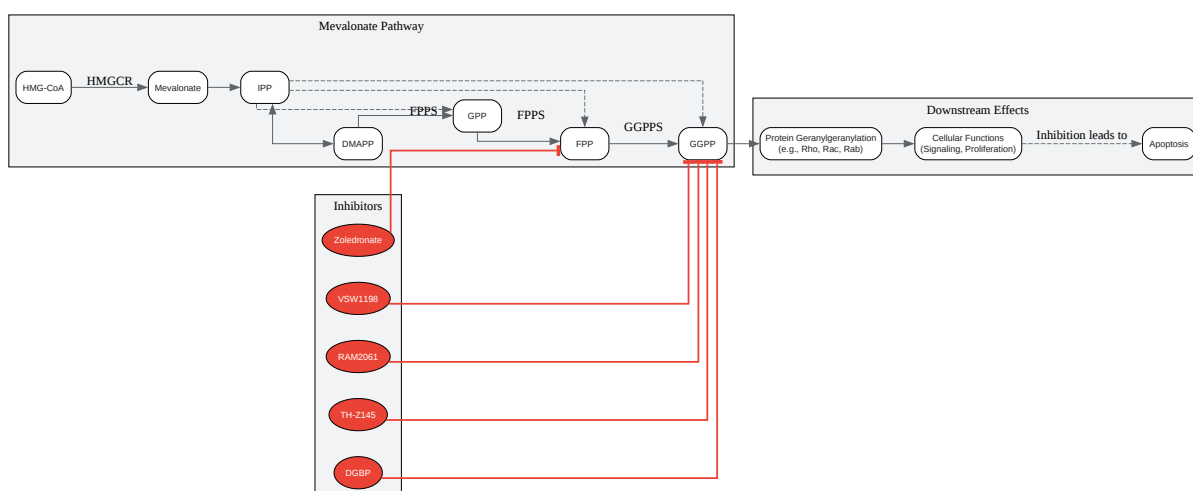 Mevalonate Pathway
HMG-CoA
HMGCR
Mevalonate
IPP
DMAPP
FPPS
GPP
FPPS
FPP
GGPPS
GGPP
Downstream Effects
Protein Geranylgeranylation
(e.g., Rho, Rac, Rab)
Cellular Functions
(Signaling, Proliferation)
Inhibition leads to
Apoptosis
Inhibitors
Zoledronate
VSW1198
RAM2061
TH-Z145
DGBP